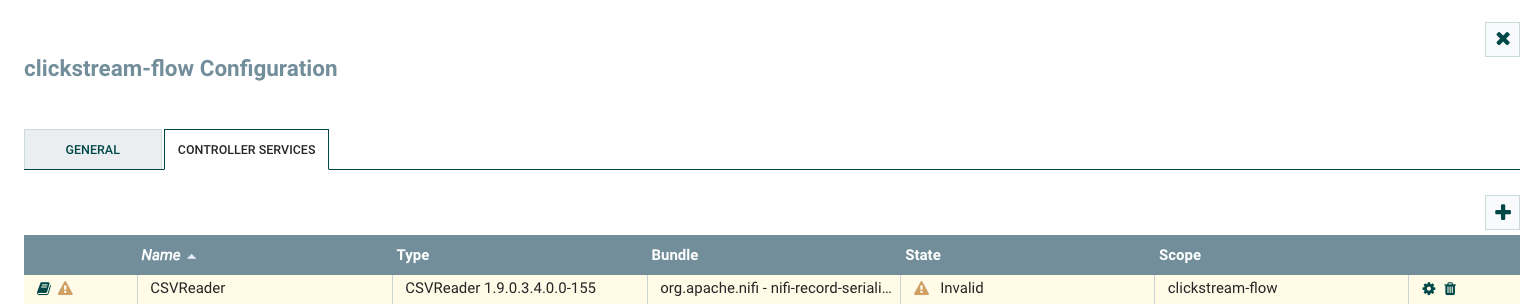 clickstream-flow Configuration
GENERAL CONTROLLER SERVICES
Name Type Bundle State Scope
CSVReader CSVReader 1.9.0.3.4.0.0-155 org.apache.nifi - nifi-record-seriali... Invalid clickstream-flow